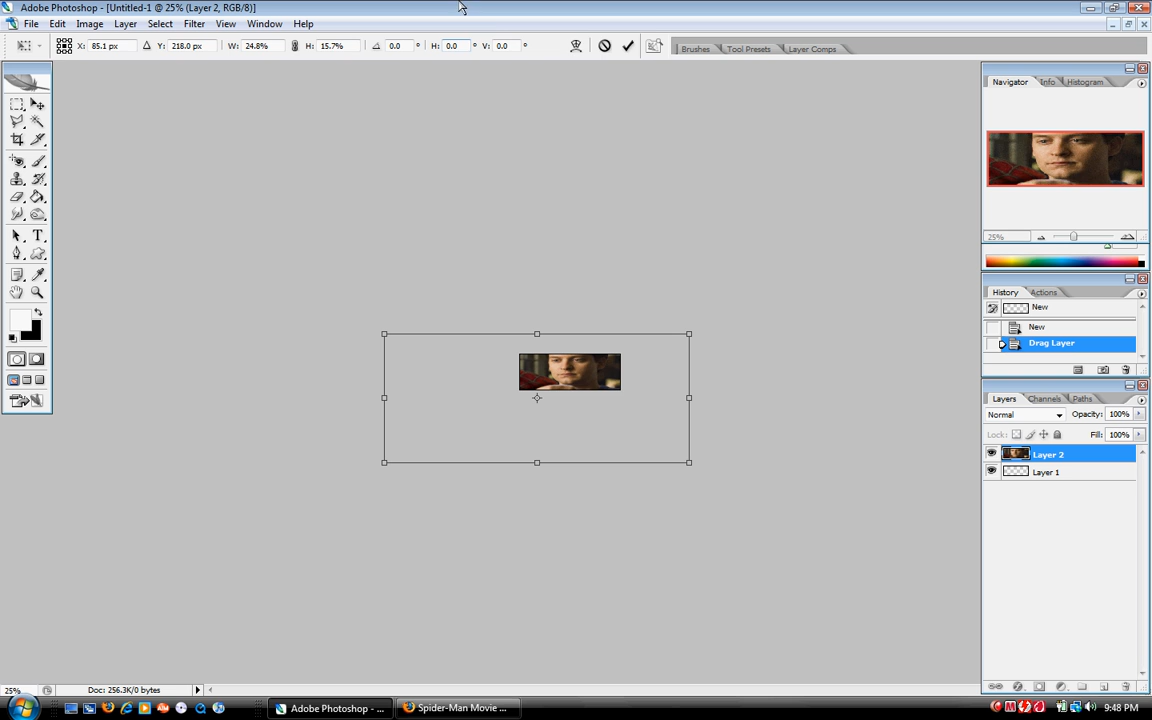 Adobe Photoshop - [Untitled-1 @ 25% (Layer 2, RGB/8)]
File Edit Image Layer Select Filter View Window Help
X: 85.1 px Y: 218.0 px W: 24.8% H: 15.7% 0.0 ° H: 0.0 ° V: 0.0 ° Brushes Tool Presets Layer Comps
Navigator Info Histogram
25%
History Actions
New
New
Drag Layer
Layers Channels Paths
Normal Opacity: 100%
Lock: Fill: 100%
Layer 2
Layer 1
25% Doc: 256.3K/0 bytes
Adobe Photoshop - ... Spider-Man Movie ... 9:48 PM